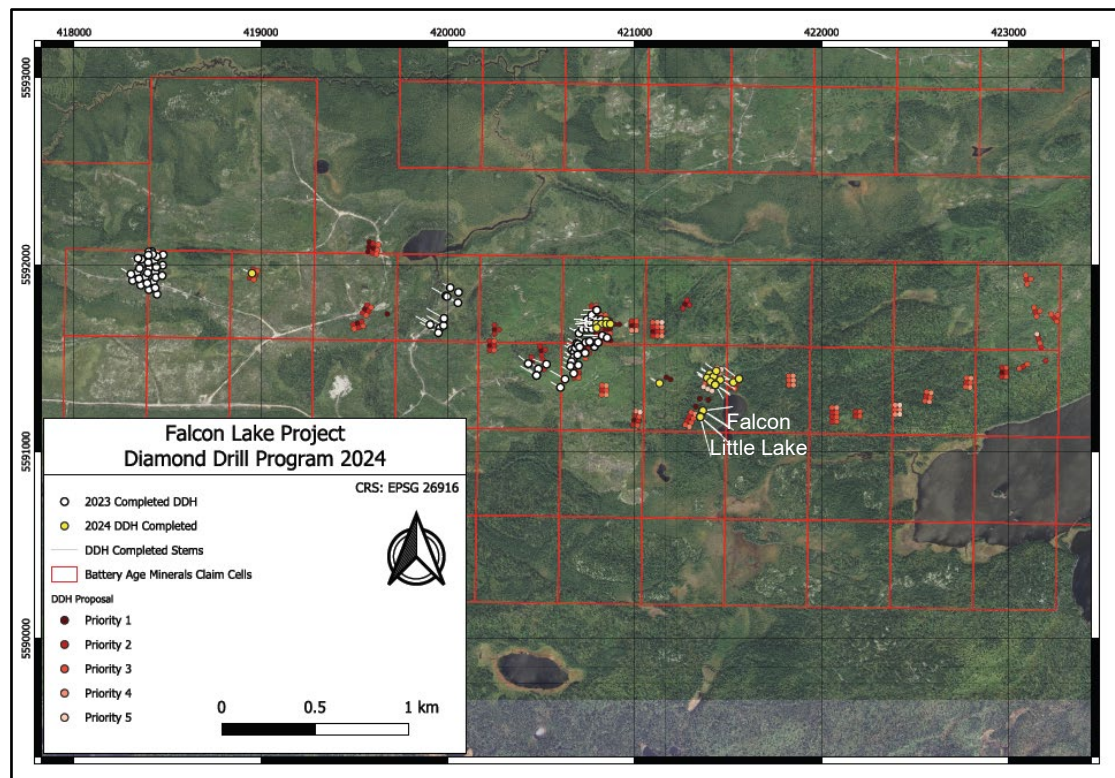 418000 419000 420000 421000 422000 423000
5593000
5592000
5591000
5590000
Falcon
Little Lake
Falcon Lake Project
Diamond Drill Program 2024
CRS: EPSG 26916
2023 Completed DDH
2024 DDH Completed
DDH Completed Stems
Battery Age Minerals Claim Cells
DDH Proposal
Priority 1
Priority 2
Priority 3
Priority 4
Priority 5
0 0.5 1 km